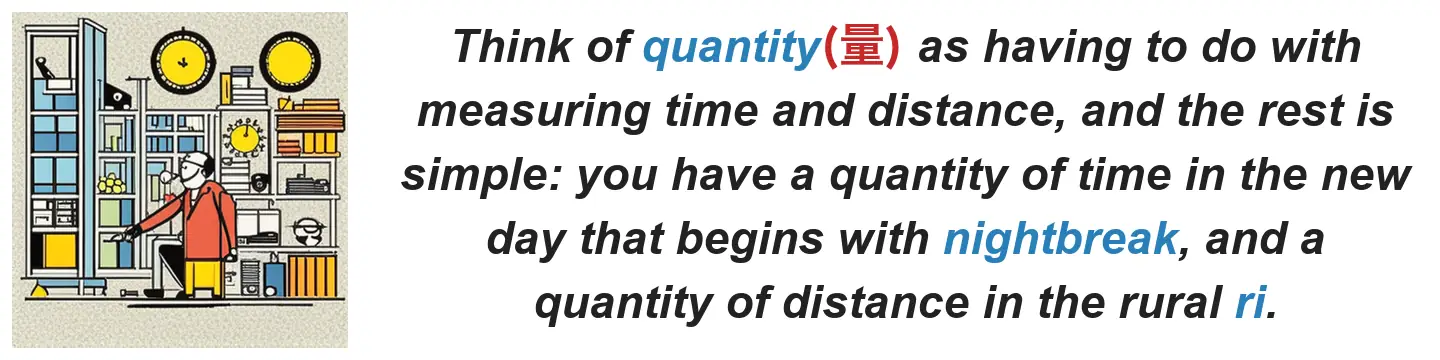 Think of quantity(量) as having to do with
measuring time and distance, and the rest is
simple: you have a quantity of time in the new
day that begins with nightbreak, and a
quantity of distance in the rural ri.